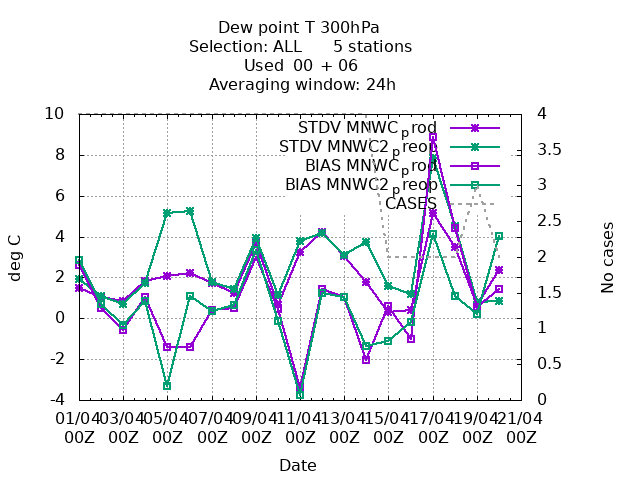 Dew point T 300hPa
Selection: ALL 5 stations
Used 00 + 06
Averaging window: 24h
STDV MNWC_prod
STDV MNWC2_preop
BIAS MNWC_prod
BIAS MNWC2_preop
CASES
10
8
6
4
2
0
-2
-4
deg C
4
3.5
3
2.5
2
1.5
1
0.5
0
No cases
01/04 03/04 05/04 07/04 09/04 11/04 13/04 15/04 17/04 19/04 21/04
00Z 00Z 00Z 00Z 00Z 00Z 00Z 00Z 00Z 00Z 00Z
Date